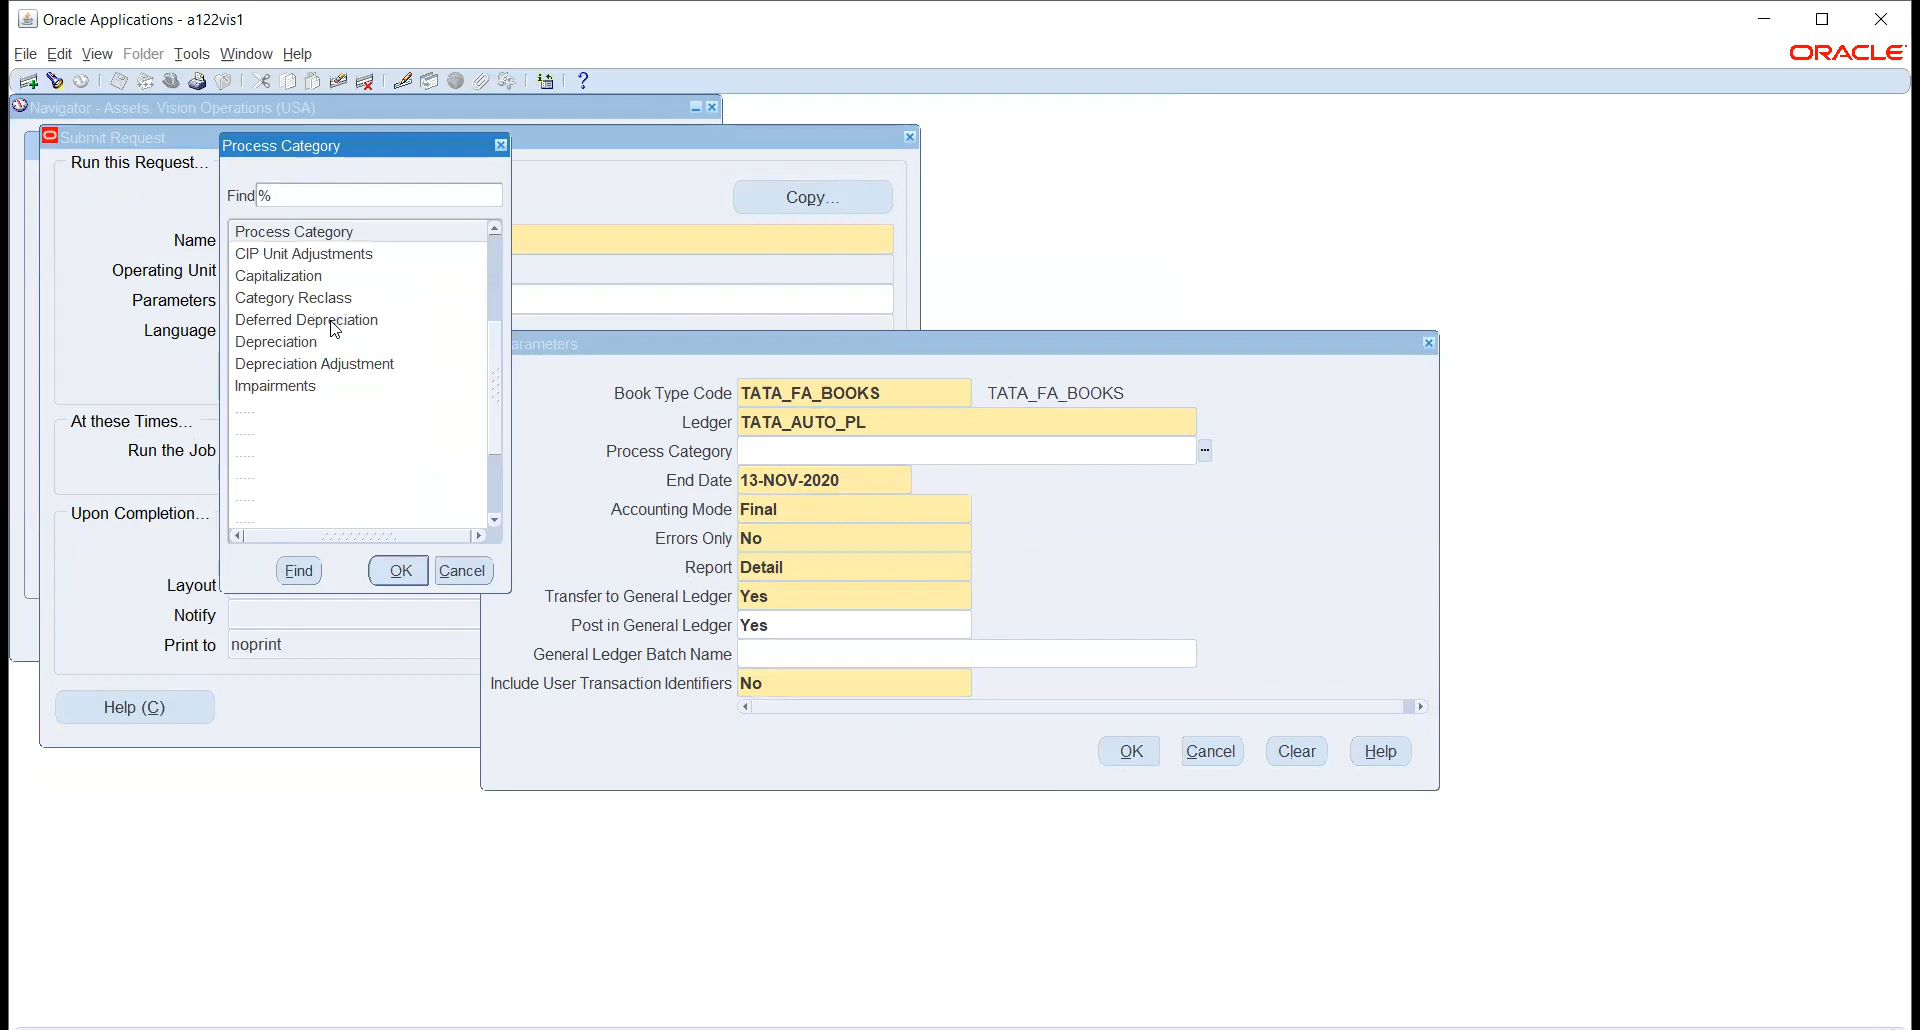 Oracle Applications - a122vis1
File Edit View Folder Tools Window Help
ORACLE
Navigator - Assets. Vision Operations (USA)
Submit Request
Run this Request...
Copy...
Name
Operating Unit
Parameters
Language
At these Times...
Run the Job
Upon Completion...
Layout
Notify
Print to noprint
Help (C)
Process Category
Find %
Process Category
CIP Unit Adjustments
Capitalization
Category Reclass
Deferred Depreciation
Depreciation
Depreciation Adjustment
Impairments
Find OK Cancel
arameters
Book Type Code TATA_FA_BOOKS TATA_FA_BOOKS
Ledger TATA_AUTO_PL
Process Category
End Date 13-NOV-2020
Accounting Mode Final
Errors Only No
Report Detail
Transfer to General Ledger Yes
Post in General Ledger Yes
General Ledger Batch Name
Include User Transaction Identifiers No
OK Cancel Clear Help